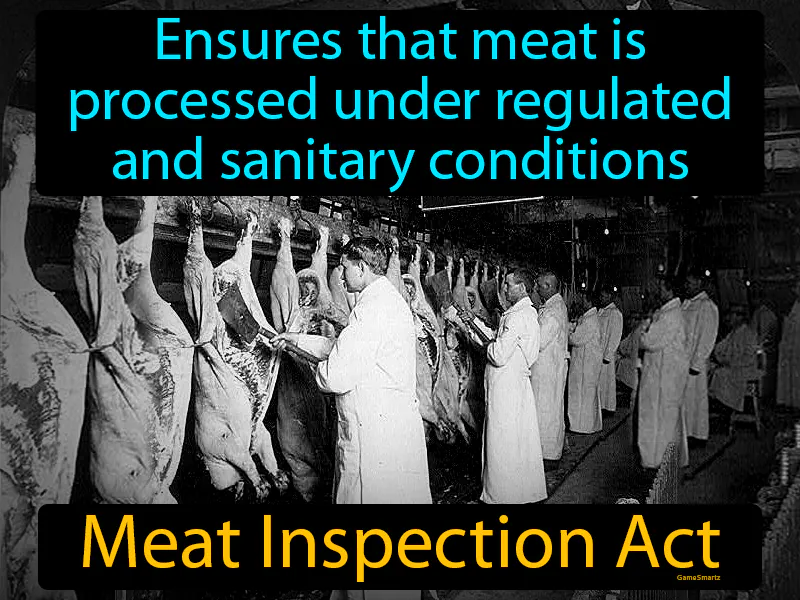 Ensures that meat is
processed under regulated
and sanitary conditions
Meat Inspection Act
GameSmartz